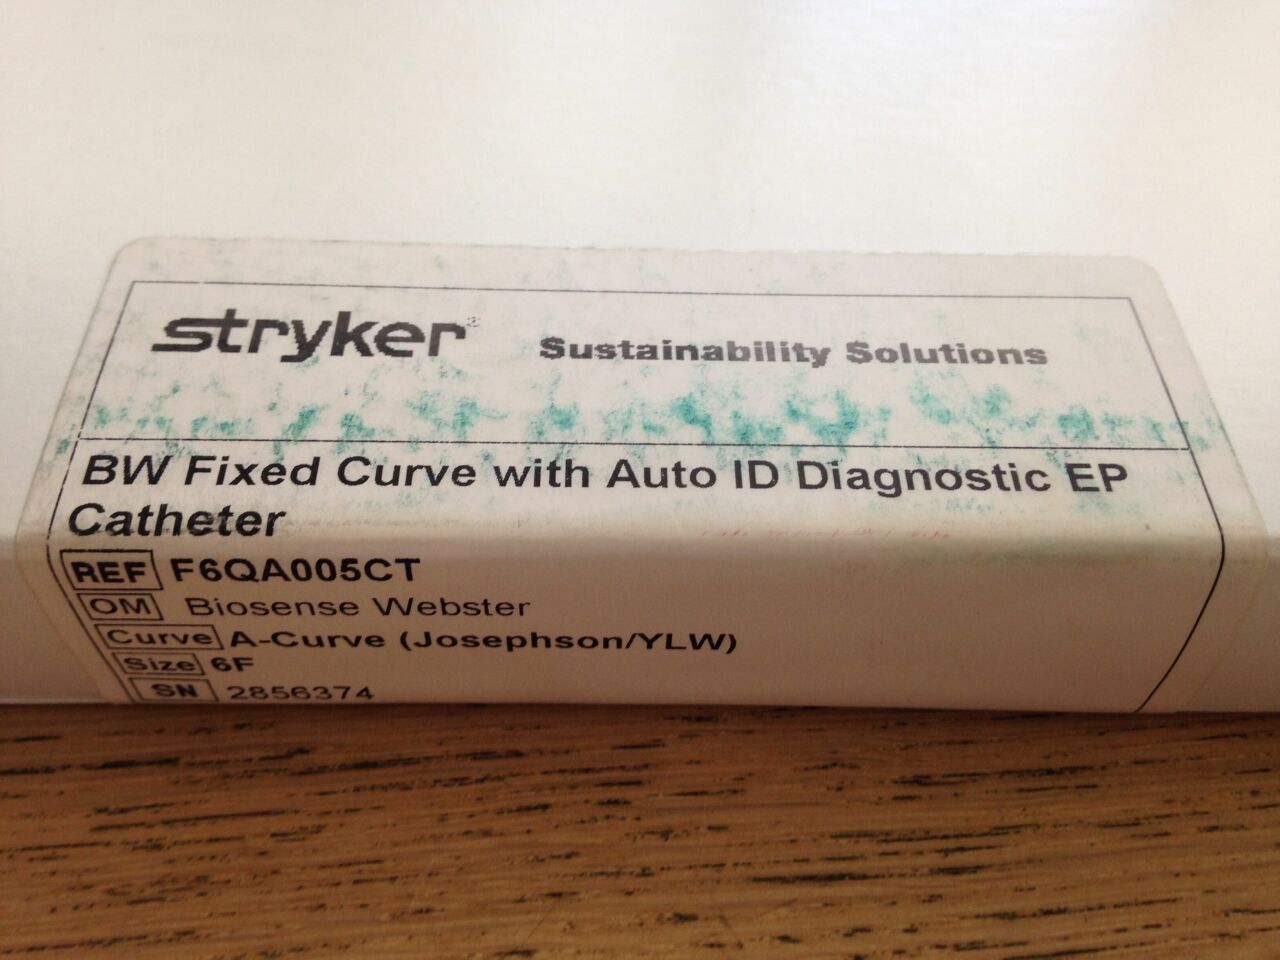 stryker® Sustainability Solutions
BW Fixed Curve with Auto ID Diagnostic EP
Catheter
REF F6QA005CT
OM Biosense Webster
Curve A-Curve (Josephson/YLW)
Size 6F
SN 2856374